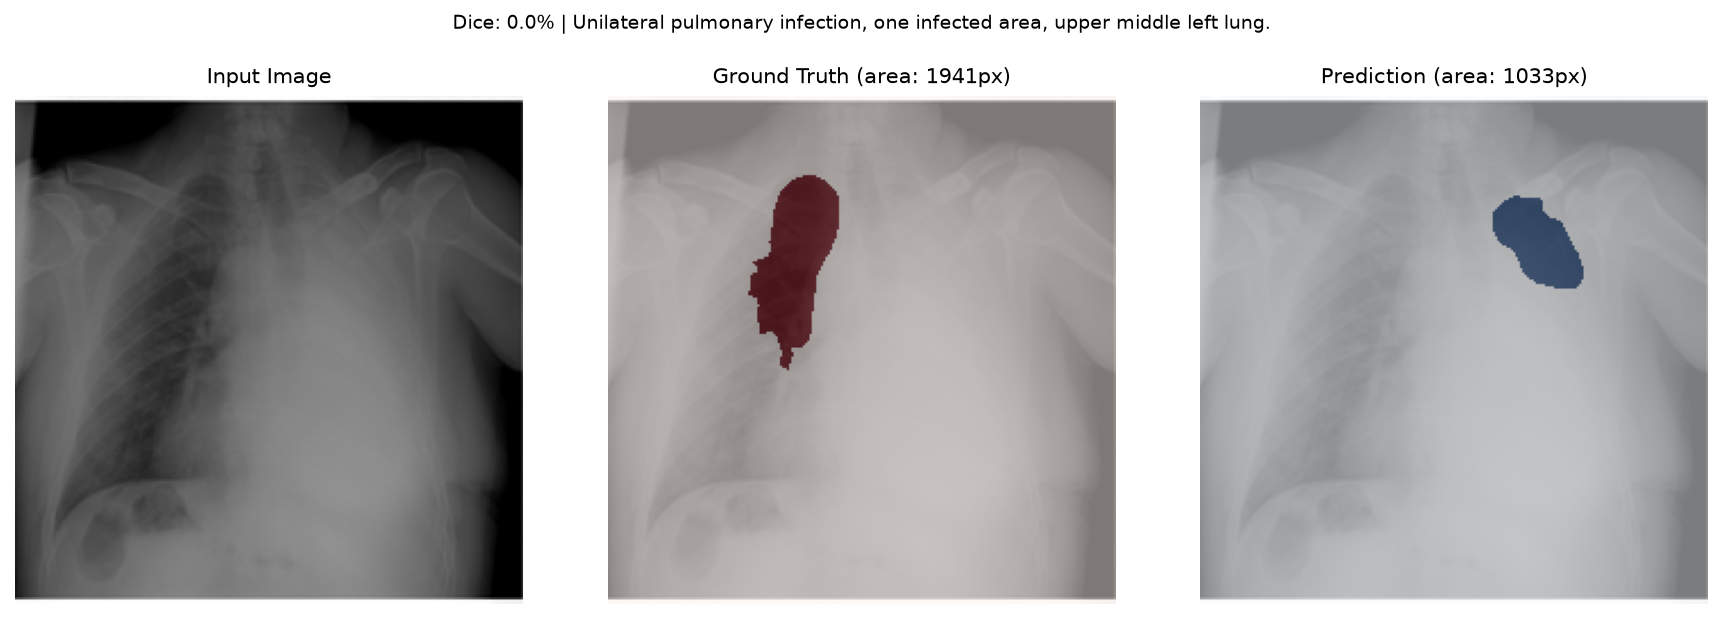 Dice: 0.0% | Unilateral pulmonary infection, one infected area, upper middle left lung.
Input Image
Ground Truth (area: 1941px)
Prediction (area: 1033px)